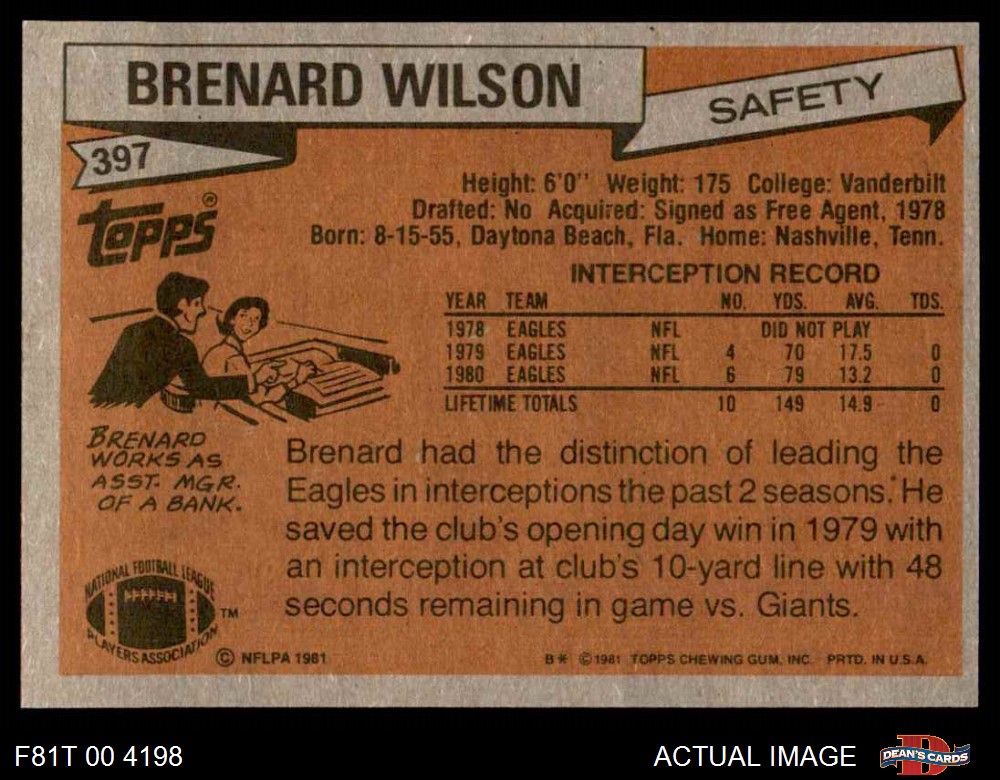 BRENARD WILSON
SAFETY
397
topps®
Height: 6'0'' Weight: 175 College: Vanderbilt
Drafted: No Acquired: Signed as Free Agent, 1978
Born: 8-15-55, Daytona Beach, Fla. Home: Nashville, Tenn.
INTERCEPTION RECORD
YEAR TEAM NO. YDS. AVG. TDS.
1978 EAGLES NFL DID NOT PLAY
1979 EAGLES NFL 4 70 17.5 0
1980 EAGLES NFL 6 79 13.2 0
LIFETIME TOTALS 10 149 14.9 0
BRENARD
WORKS AS
ASST. MGR.
OF A BANK.
Brenard had the distinction of leading the
Eagles in interceptions the past 2 seasons. He
saved the club's opening day win in 1979 with
an interception at club's 10-yard line with 48
seconds remaining in game vs. Giants.
NATIONAL FOOTBALL LEAGUE
PLAYERS ASSOCIATION
TM
© NFLPA 1981
B* © 1981 TOPPS CHEWING GUM, INC. PRTD. IN U.S.A.
F81T 00 4198
ACTUAL IMAGE
D
DEAN'S CARDS